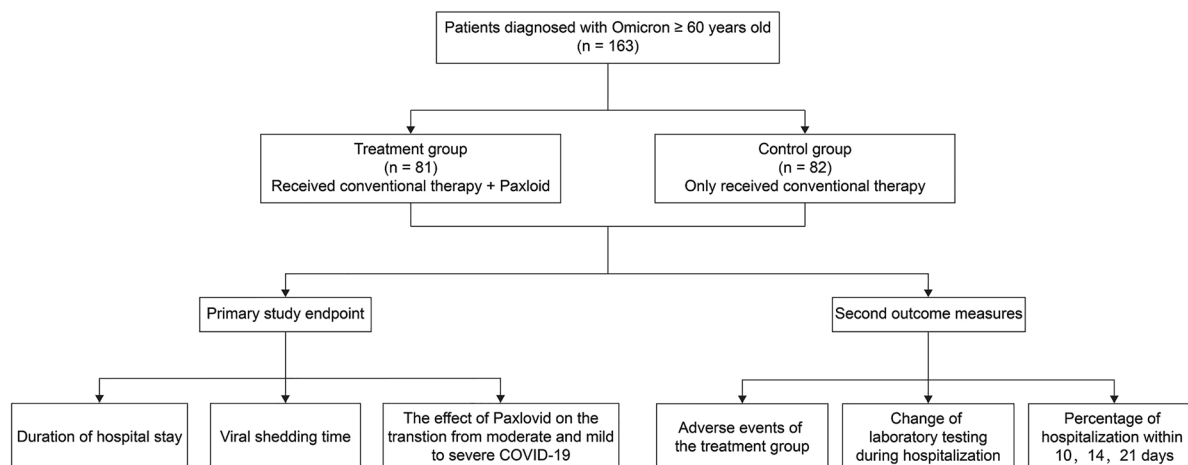 Patients diagnosed with Omicron ≥ 60 years old
(n = 163)
Treatment group
(n = 81)
Received conventional therapy + Paxloid
Control group
(n = 82)
Only received conventional therapy
Primary study endpoint
Second outcome measures
Duration of hospital stay
Viral shedding time
The effect of Paxlovid on the
transtion from moderate and mild
to severe COVID-19
Adverse events of
the treatment group
Change of
laboratory testing
during hospitalization
Percentage of
hospitalization within
10，14，21 days